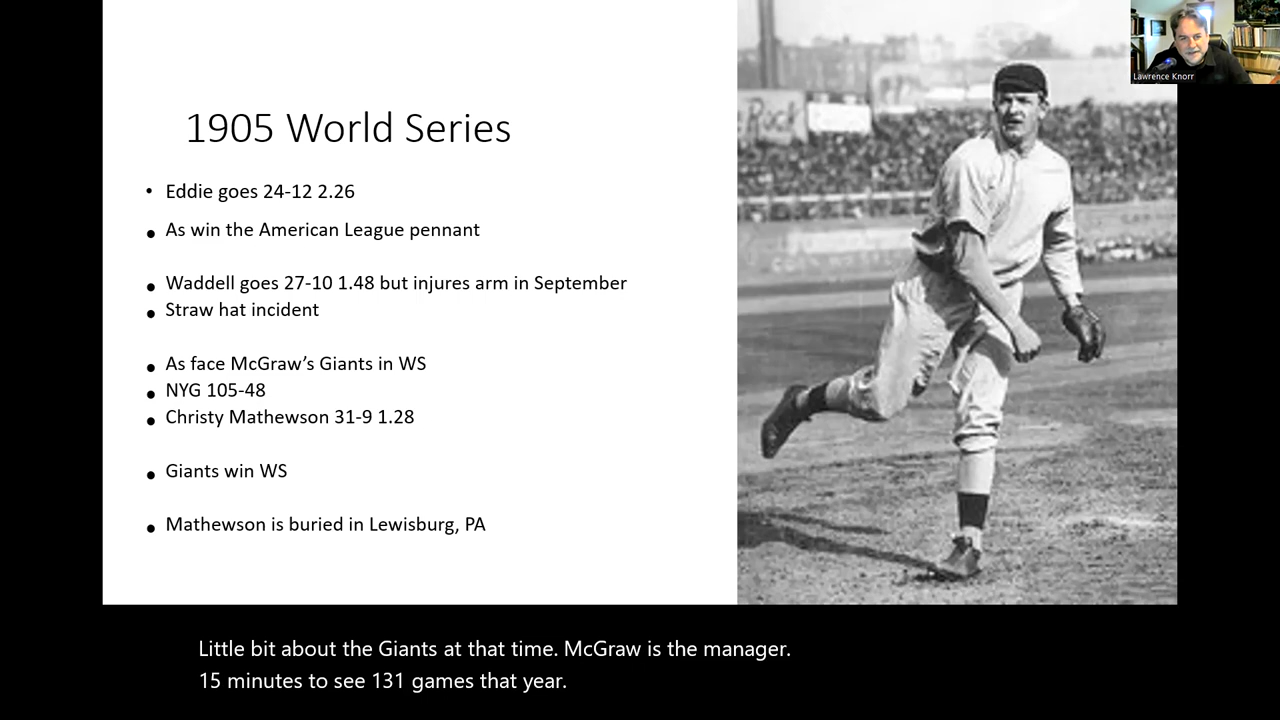 Lawrence Knorr
1905 World Series
• Eddie goes 24-12 2.26
• As win the American League pennant
• Waddell goes 27-10 1.48 but injures arm in September
• Straw hat incident
• As face McGraw’s Giants in WS
• NYG 105-48
• Christy Mathewson 31-9 1.28
• Giants win WS
• Mathewson is buried in Lewisburg, PA
Little bit about the Giants at that time. McGraw is the manager.
15 minutes to see 131 games that year.